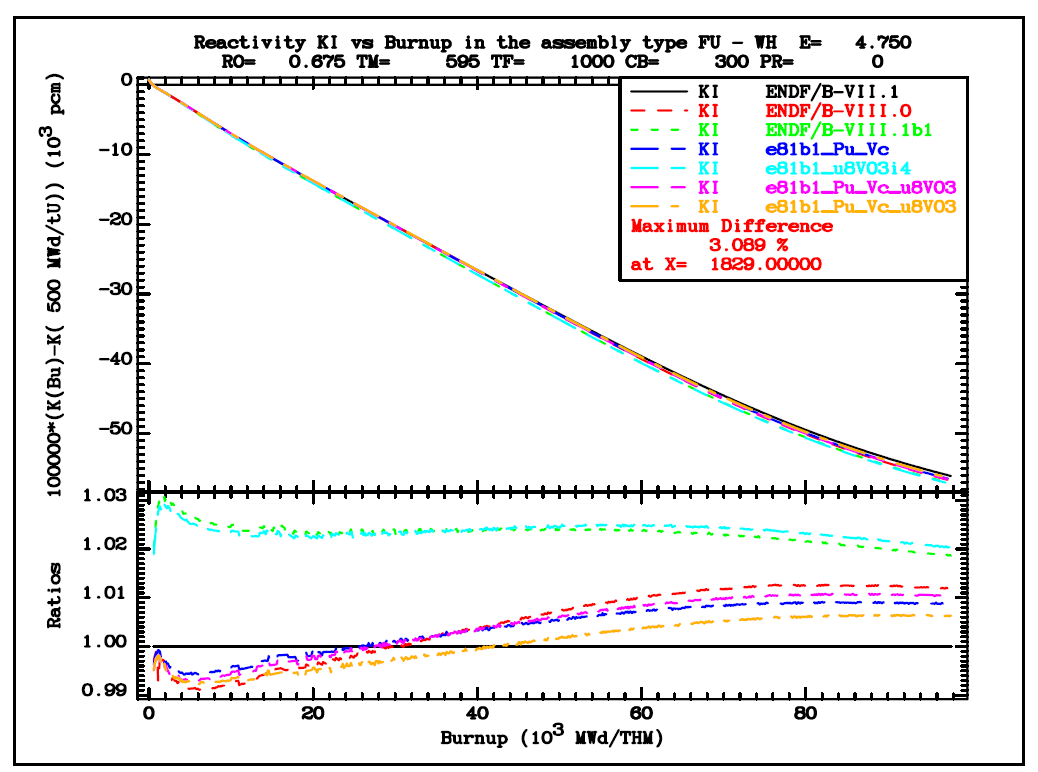 Reactivity KI vs Burnup in the assembly type FU - WH E= 4.750
RO= 0.675 TM= 595 TF= 1000 CB= 300 PR= 0
100000*(K(Bu)-K( 500 MWd/tU)) (10³ pcm)
0
-10
-20
-30
-40
-50
KI ENDF/B-VII.1
KI ENDF/B-VIII.0
KI ENDF/B-VIII.1b1
KI e81b1_Pu_Vc
KI e81b1_u8V03i4
KI e81b1_Pu_Vc_u8V03
KI e81b1_Pu_Vc_u8V03
Maximum Difference
3.089 %
at X= 1829.00000
Ratios
1.03
1.02
1.01
1.00
0.99
0 20 40 60 80
Burnup (10³ MWd/THM)